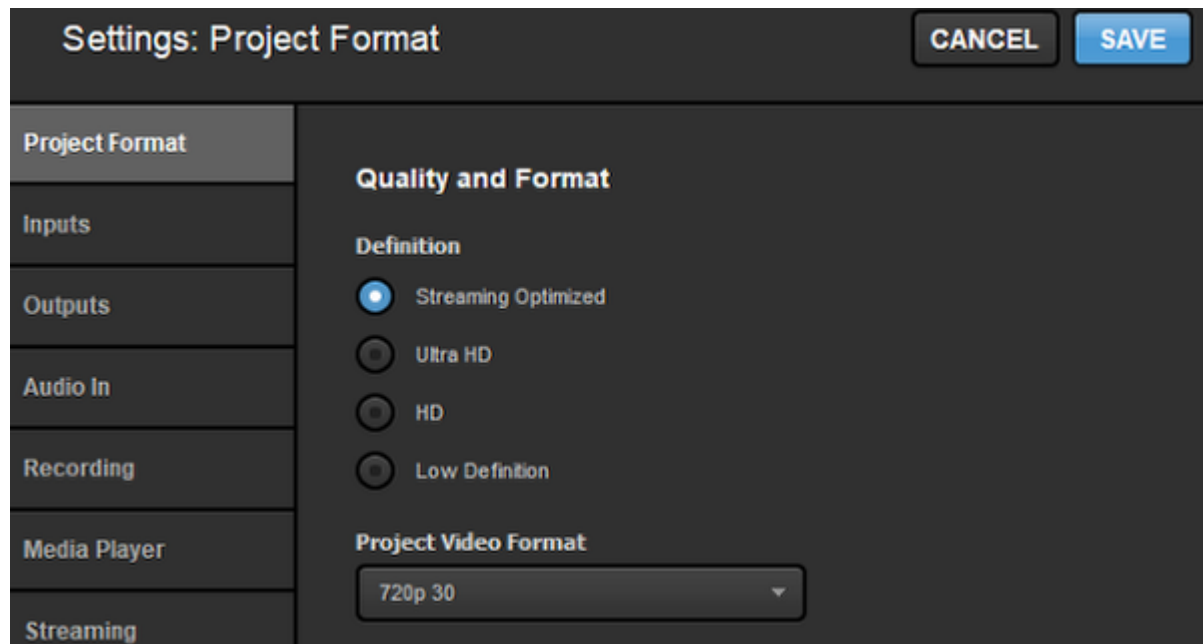 Settings: Project Format
CANCEL
SAVE
Project Format
Inputs
Outputs
Audio In
Recording
Media Player
Streaming
Quality and Format
Definition
Streaming Optimized
Ultra HD
HD
Low Definition
Project Video Format
720p 30